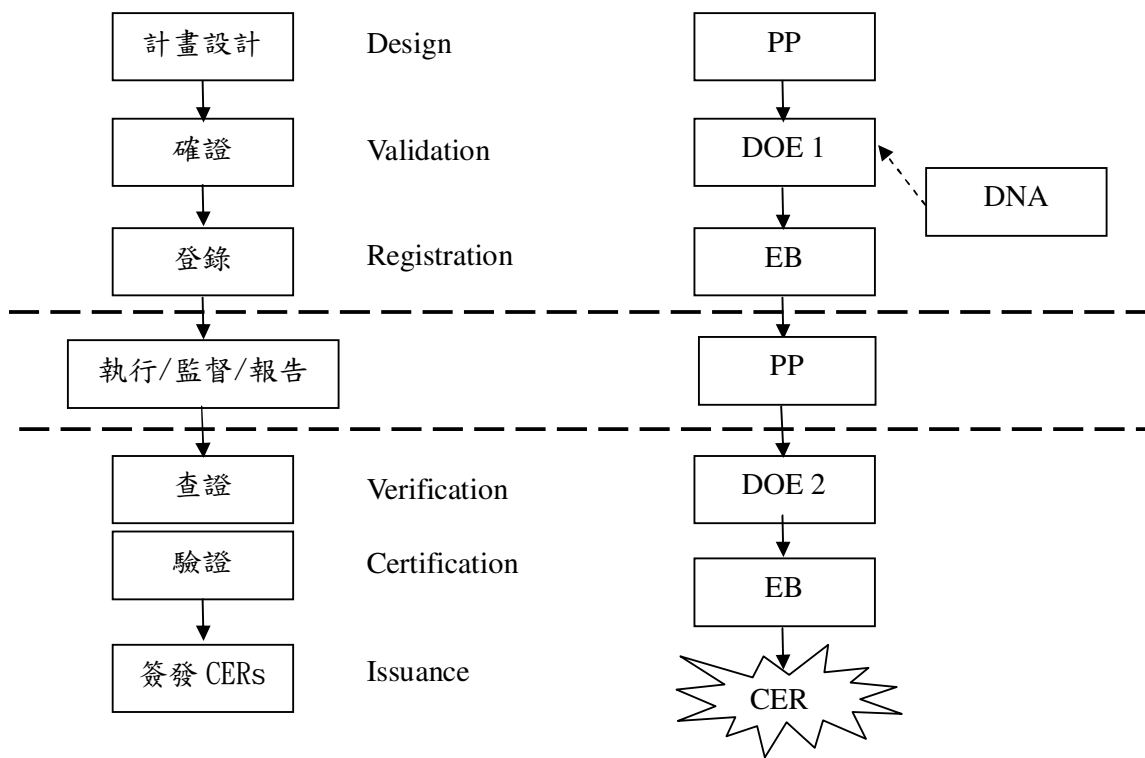 計畫設計
Design
PP
確證
Validation
DOE 1
DNA
登錄
Registration
EB
執行/監督/報告
PP
查證
Verification
DOE 2
驗證
Certification
EB
簽發 CERs
Issuance
CER